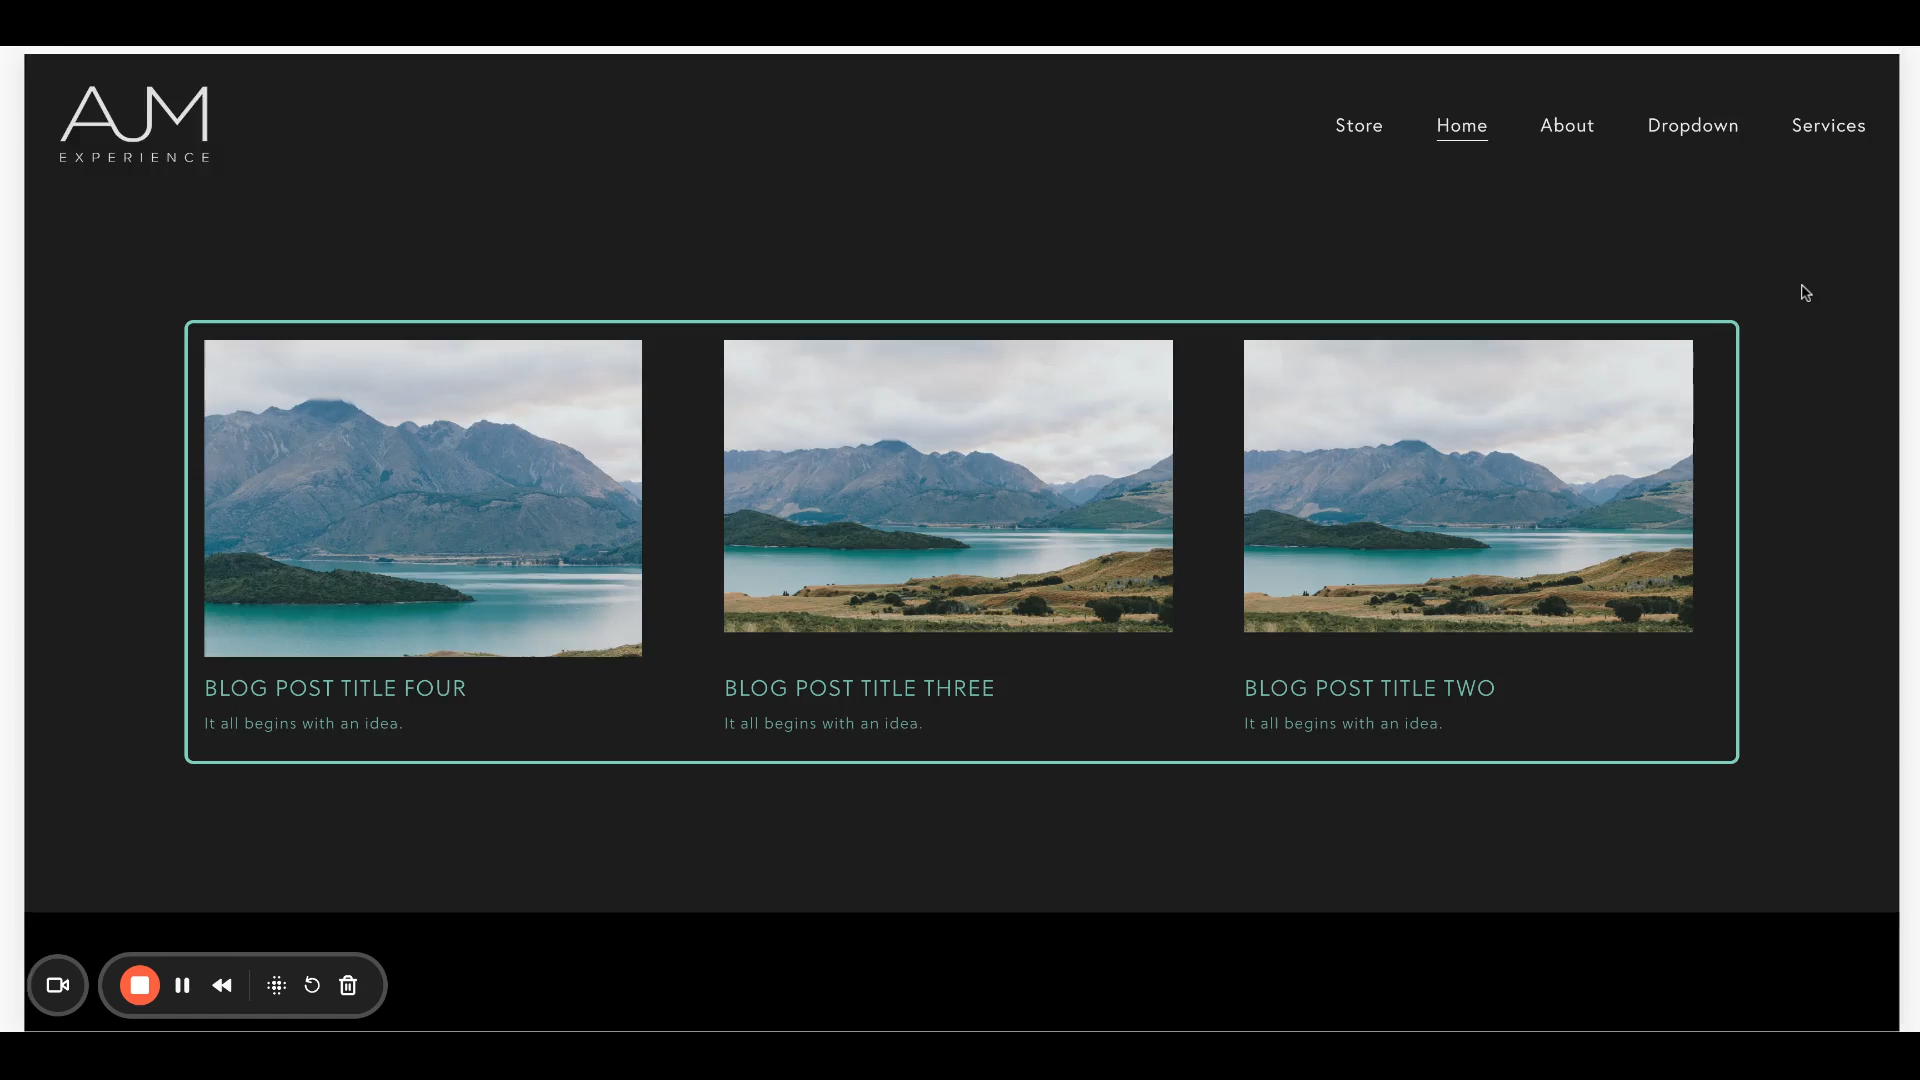 AJM
EXPERIENCE
Store Home About Dropdown Services
BLOG POST TITLE FOUR
It all begins with an idea.
BLOG POST TITLE THREE
It all begins with an idea.
BLOG POST TITLE TWO
It all begins with an idea.